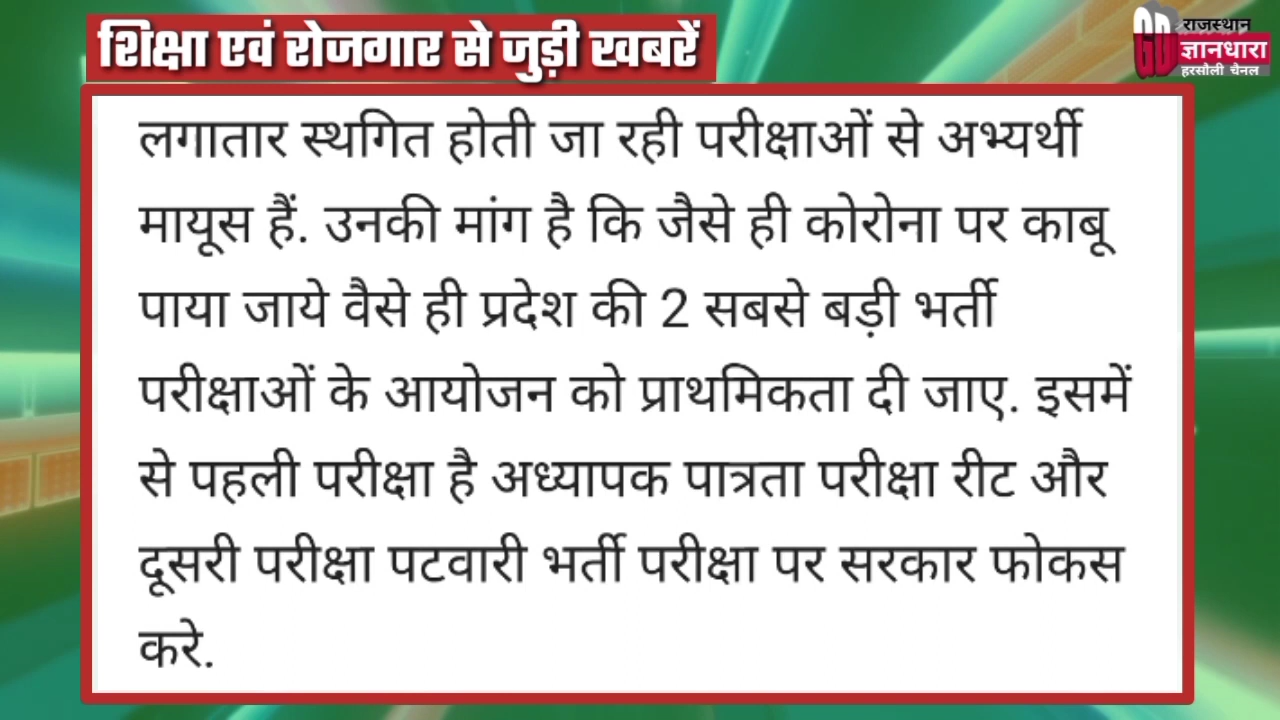 शिक्षा एवं रोजगार से जुड़ी खबरें
राजस्थान
GD ज्ञानधारा
हरसौली चैनल
लगातार स्थगित होती जा रही परीक्षाओं से अभ्यर्थी
मायूस हैं. उनकी मांग है कि जैसे ही कोरोना पर काबू
पाया जाये वैसे ही प्रदेश की 2 सबसे बड़ी भर्ती
परीक्षाओं के आयोजन को प्राथमिकता दी जाए. इसमें
से पहली परीक्षा है अध्यापक पात्रता परीक्षा रीट और
दूसरी परीक्षा पटवारी भर्ती परीक्षा पर सरकार फोकस
करे.